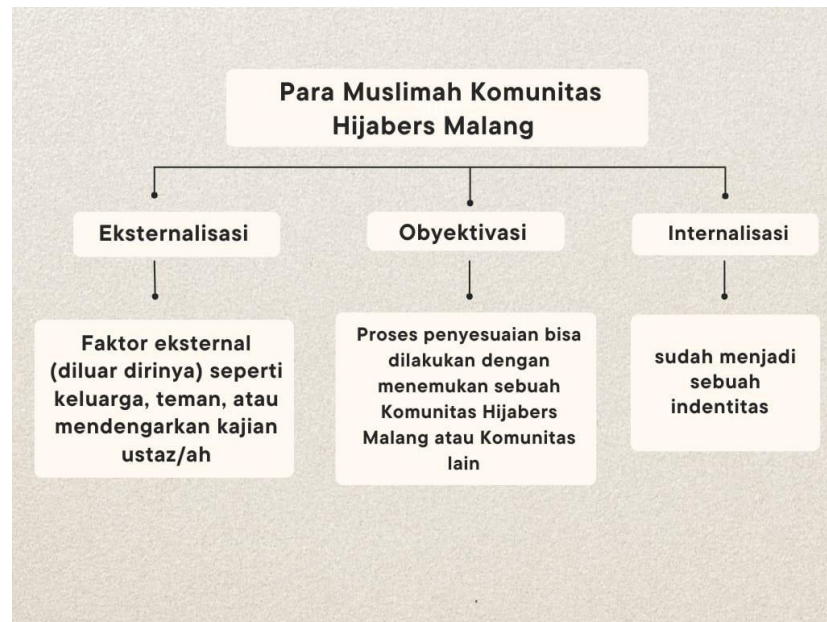 Para Muslimah Komunitas
Hijabers Malang
Eksternalisasi
Obyektivasi
Internalisasi
Faktor eksternal
(diluar dirinya) seperti
keluarga, teman, atau
mendengarkan kajian
ustaz/ah
Proses penyesuaian bisa
dilakukan dengan
menemukan sebuah
Komunitas Hijabers
Malang atau Komunitas
lain
sudah menjadi
sebuah
indentitas